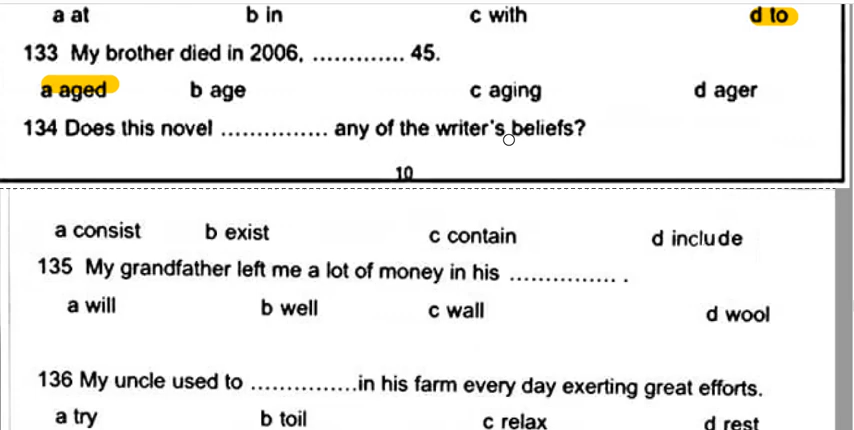 a at b in c with d to
133 My brother died in 2006, ............. 45.
a aged b age c aging d ager
134 Does this novel ................ any of the writer's beliefs?
10
a consist b exist c contain d include
135 My grandfather left me a lot of money in his ................ .
a will b well c wall d wool
136 My uncle used to ................in his farm every day exerting great efforts.
a try b toil c relax d rest